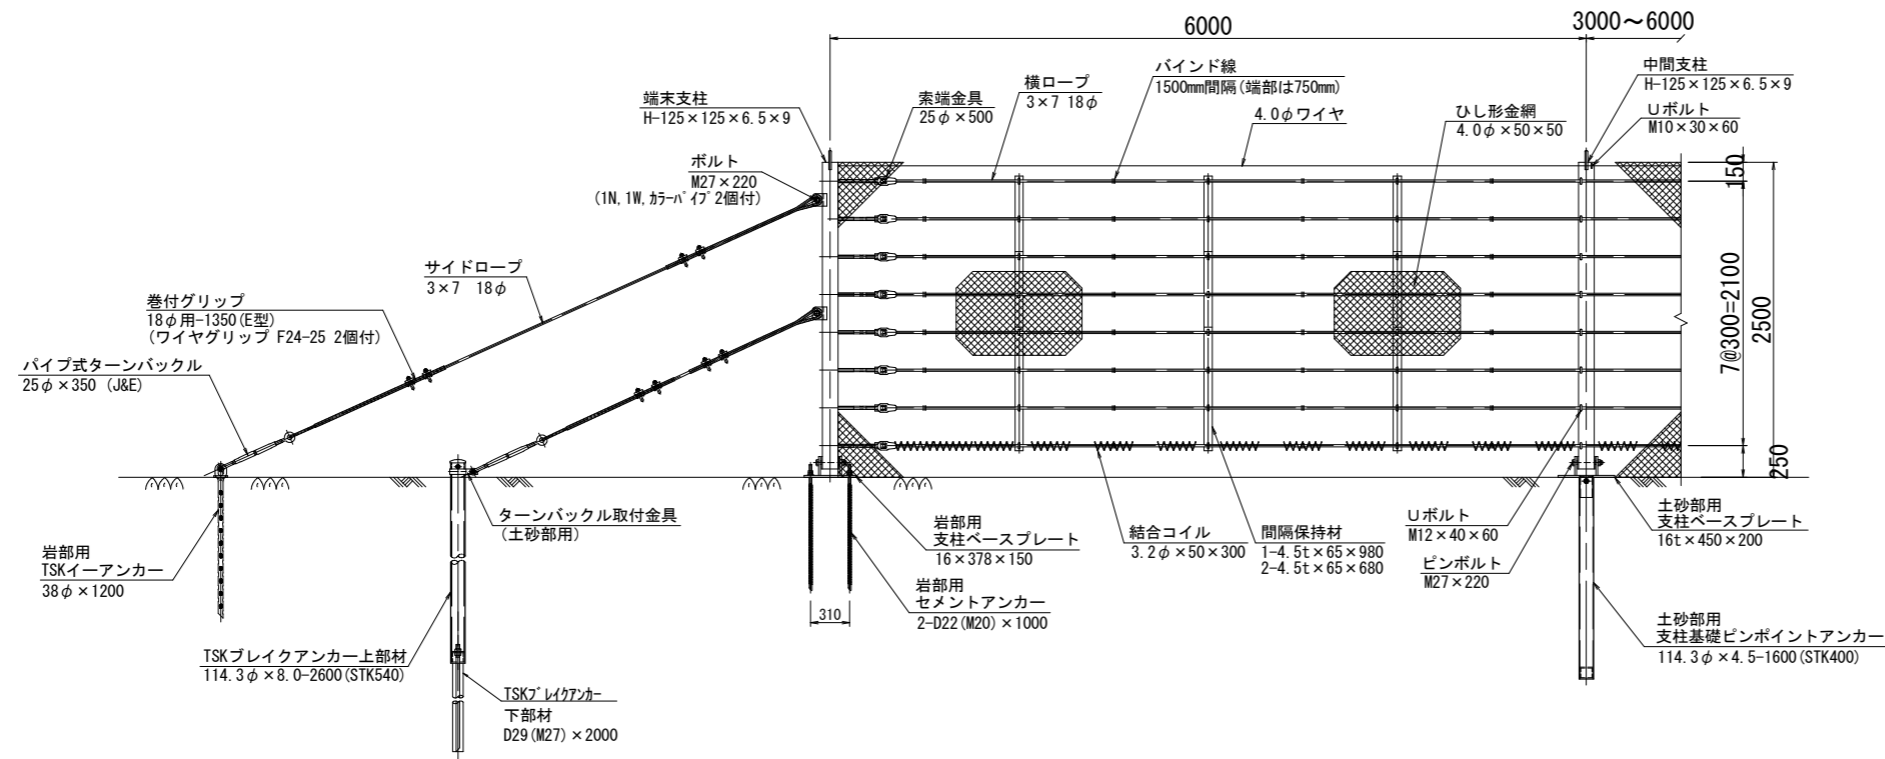 6000
3000～6000
端末支柱
H-125×125×6.5×9
索端金具
25φ×500
横ロープ
3×7 18φ
バインド線
1500mm間隔(端部は750mm)
4.0φワイヤ
ひし形金網
4.0φ×50×50
中間支柱
H-125×125×6.5×9
Uボルト
M10×30×60
ボルト
M27×220
(1N,1W,ｶﾗｰﾊﾟｲﾌﾟ2個付)
サイドロープ
3×7 18φ
巻付グリップ
18φ用-1350(E型)
(ワイヤグリップ F24-25 2個付)
パイプ式ターンバックル
25φ×350 (J&E)
150
7@300=2100
2500
250
ターンバックル取付金具
(土砂部用)
岩部用
TSKイーアンカー
38φ×1200
TSKブレイクアンカー上部材
114.3φ×8.0-2600(STK540)
TSKﾌﾞﾚｲｸｱﾝｶｰ
下部材
D29(M27)×2000
310
岩部用
支柱ベースプレート
16×378×150
岩部用
セメントアンカー
2-D22(M20)×1000
結合コイル
3.2φ×50×300
間隔保持材
1-4.5t×65×980
2-4.5t×65×680
Uボルト
M12×40×60
ピンボルト
M27×220
土砂部用
支柱ベースプレート
16t×450×200
土砂部用
支柱基礎ピンポイントアンカー
114.3φ×4.5-1600(STK400)